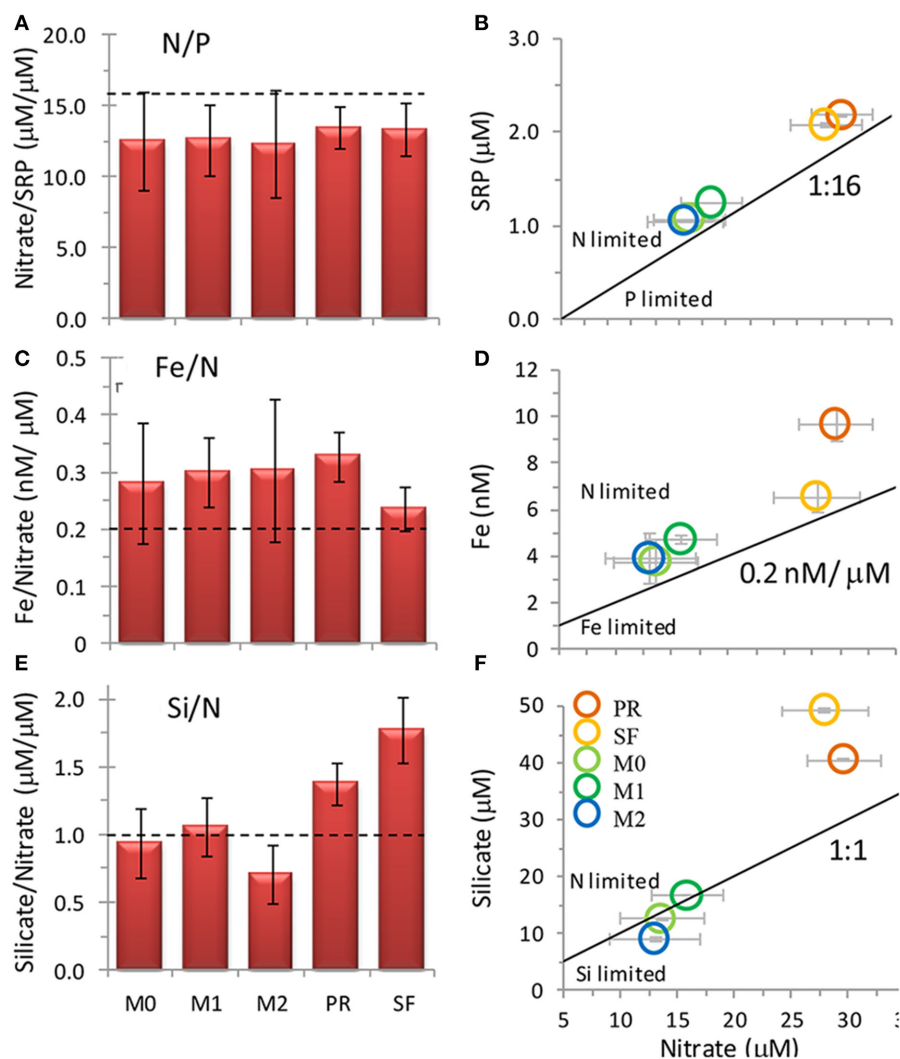 A
N/P
Nitrate/SRP (μM/μM)
20.0
15.0
10.0
5.0
0.0
B
SRP (μM)
3.0
2.0
1.0
0.0
1:16
N limited
P limited
C
Fe/N
Fe/Nitrate (nM/ μM)
0.5
0.4
0.3
0.2
0.1
0
D
Fe (nM)
12
10
8
6
4
2
0
N limited
0.2 nM/ μM
Fe limited
E
Si/N
Silicate/Nitrate (μM/μM)
2.0
1.5
1.0
0.5
0.0
M0 M1 M2 PR SF
F
Silicate (μM)
50
40
30
20
10
0
PR
SF
M0
M1
M2
1:1
N limited
Si limited
5 10 15 20 25 30
Nitrate (μM)